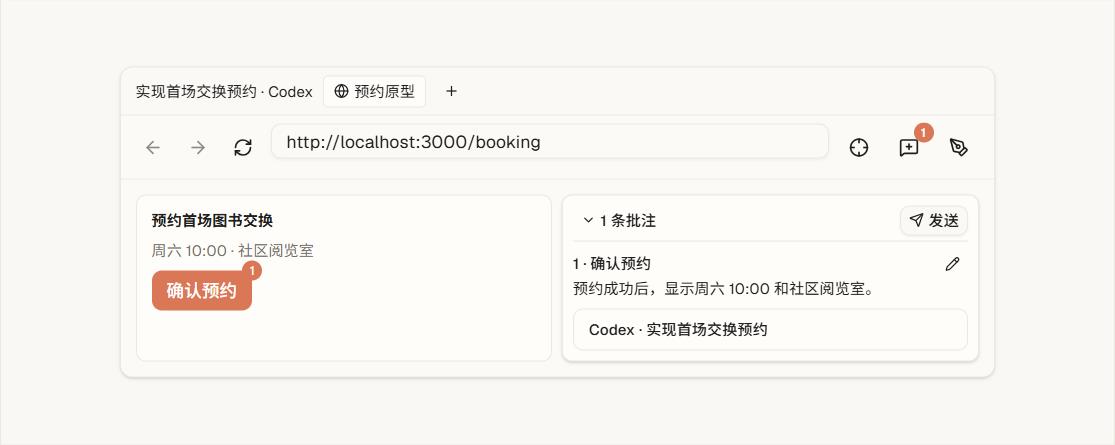 实现首场交换预约 · Codex 预约原型 +
http://localhost:3000/booking 1
预约首场图书交换
周六 10:00 · 社区阅览室
确认预约 1
1 条批注 发送
1 · 确认预约
预约成功后，显示周六 10:00 和社区阅览室。
Codex · 实现首场交换预约